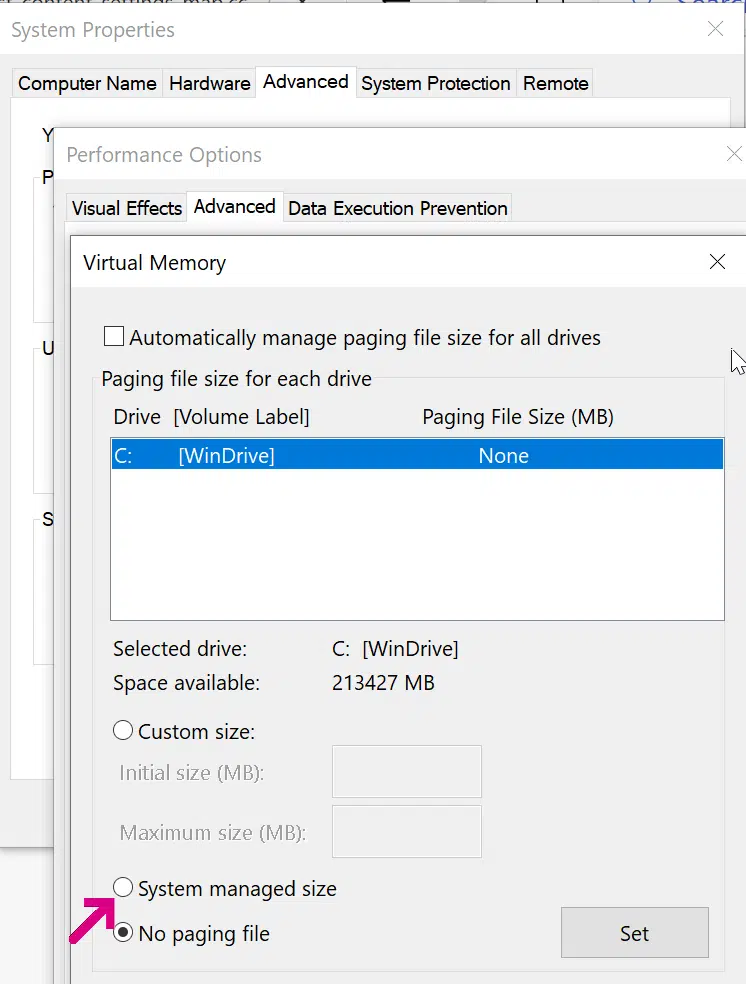 System Properties
Computer Name Hardware Advanced System Protection Remote
Y
Performance Options
P
Visual Effects Advanced Data Execution Prevention
Virtual Memory
Automatically manage paging file size for all drives
U
Paging file size for each drive
Drive [Volume Label] Paging File Size (MB)
C: [WinDrive] None
S
Selected drive: C: [WinDrive]
Space available: 213427 MB
Custom size:
Initial size (MB):
Maximum size (MB):
System managed size
No paging file
Set